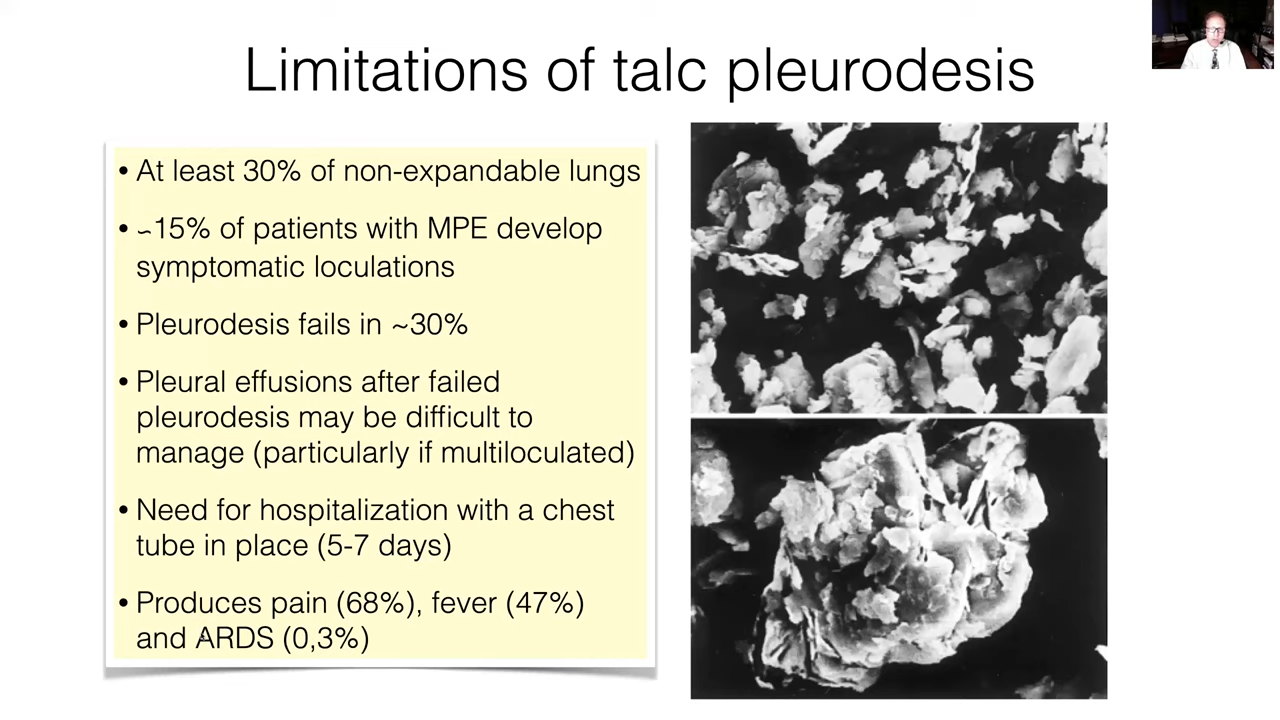 Limitations of talc pleurodesis
• At least 30% of non-expandable lungs
• ~15% of patients with MPE develop
symptomatic loculations
• Pleurodesis fails in ~30%
• Pleural effusions after failed
pleurodesis may be difficult to
manage (particularly if multiloculated)
• Need for hospitalization with a chest
tube in place (5-7 days)
• Produces pain (68%), fever (47%)
and ARDS (0,3%)